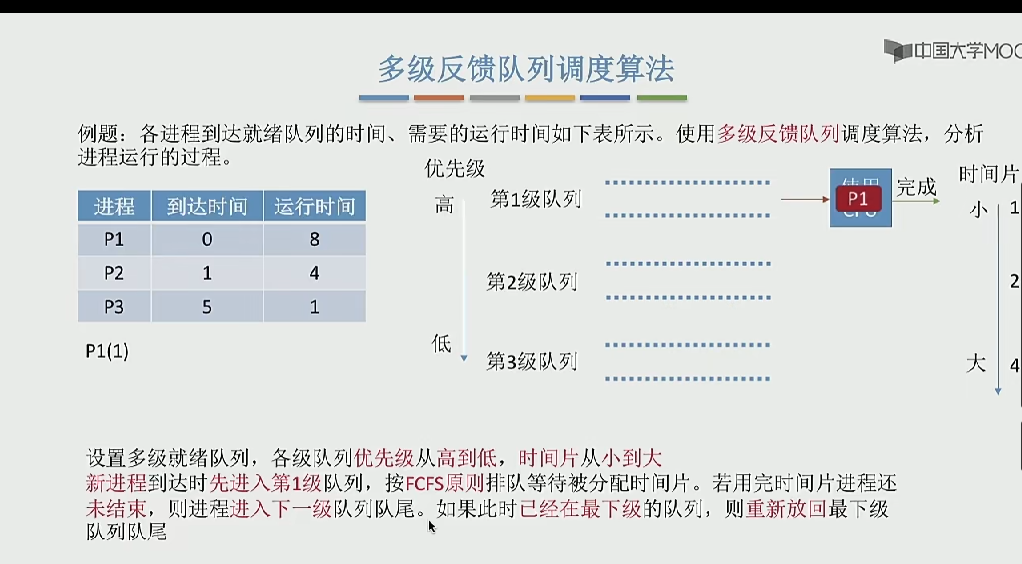 中国大学MOO
多级反馈队列调度算法
例题：各进程到达就绪队列的时间、需要的运行时间如下表所示。使用多级反馈队列调度算法，分析
进程运行的过程。
优先级
进程 到达时间 运行时间
P1 0 8
P2 1 4
P3 5 1
P1(1)
高
低
第1级队列
第2级队列
第3级队列
P1
完成
时间片
小 1
2
大 4
设置多级就绪队列，各级队列优先级从高到低，时间片从小到大
新进程到达时先进入第1级队列，按FCFS原则排队等待被分配时间片。若用完时间片进程还
未结束，则进程进入下一级队列队尾。如果此时已经在最下级的队列，则重新放回最下级
队列队尾